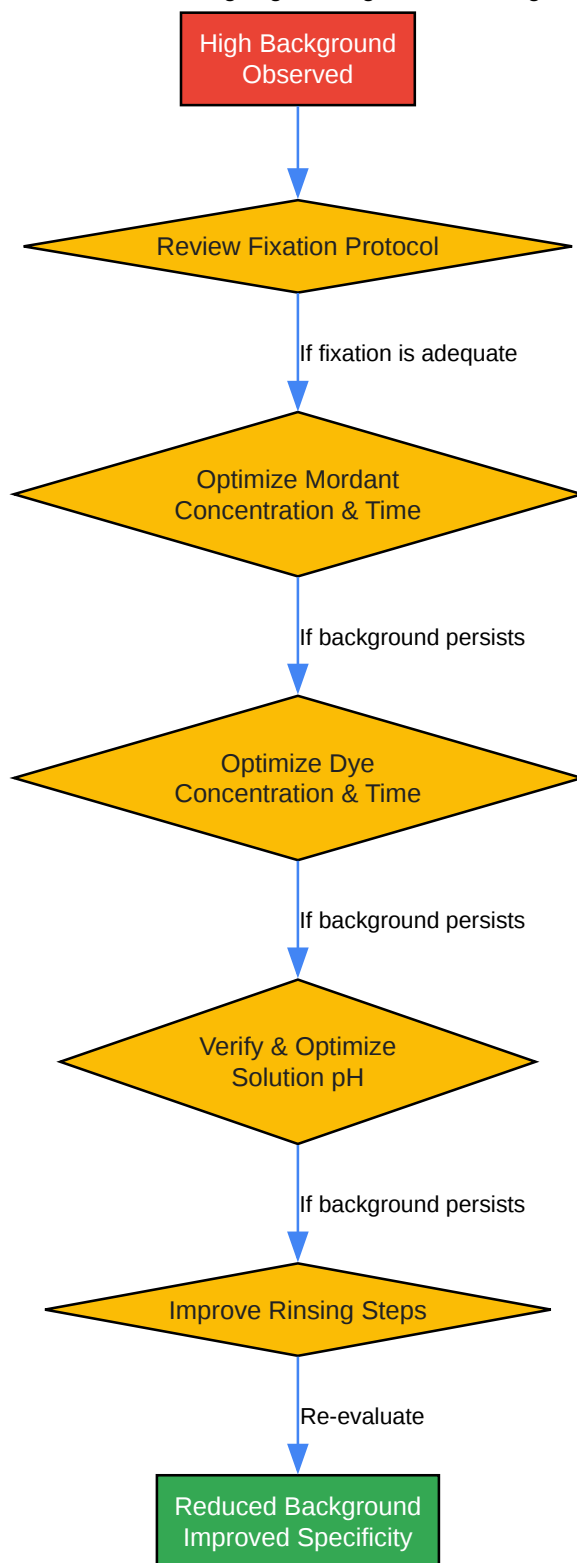 High Background
Observed
Review Fixation Protocol
If fixation is adequate
Optimize Mordant
Concentration & Time
If background persists
Optimize Dye
Concentration & Time
If background persists
Verify & Optimize
Solution pH
If background persists
Improve Rinsing Steps
Re-evaluate
Reduced Background
Improved Specificity